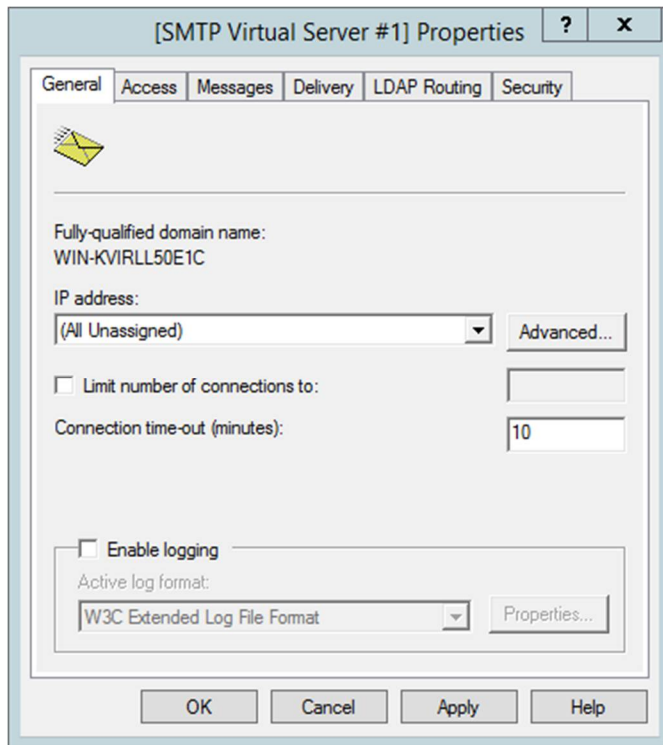 [SMTP Virtual Server #1] Properties ? x
General Access Messages Delivery LDAP Routing Security
Fully-qualified domain name:
WIN-KVIRLL50E1C
IP address:
(All Unassigned) Advanced...
Limit number of connections to:
Connection time-out (minutes): 10
Enable logging
Active log format:
W3C Extended Log File Format Properties...
OK Cancel Apply Help